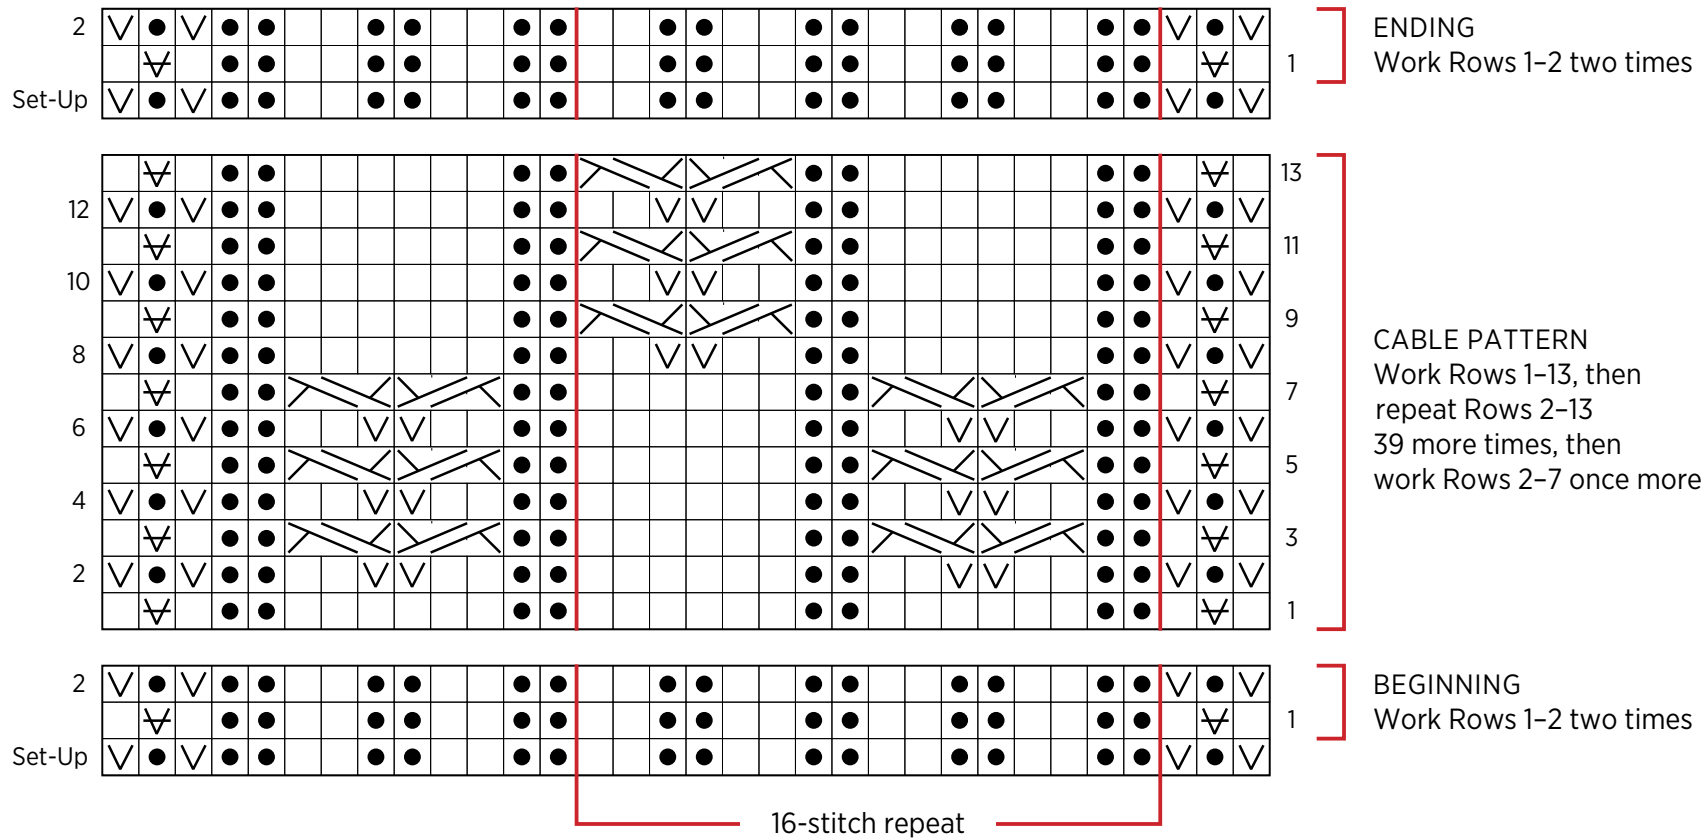 2
ENDING
1
Work Rows 1–2 two times
Set-Up
13
12
11
10
9
8
CABLE PATTERN
Work Rows 1–13, then
repeat Rows 2–13
39 more times, then
work Rows 2–7 once more
7
6
5
4
3
2
1
2
BEGINNING
1
Work Rows 1–2 two times
Set-Up
16-stitch repeat